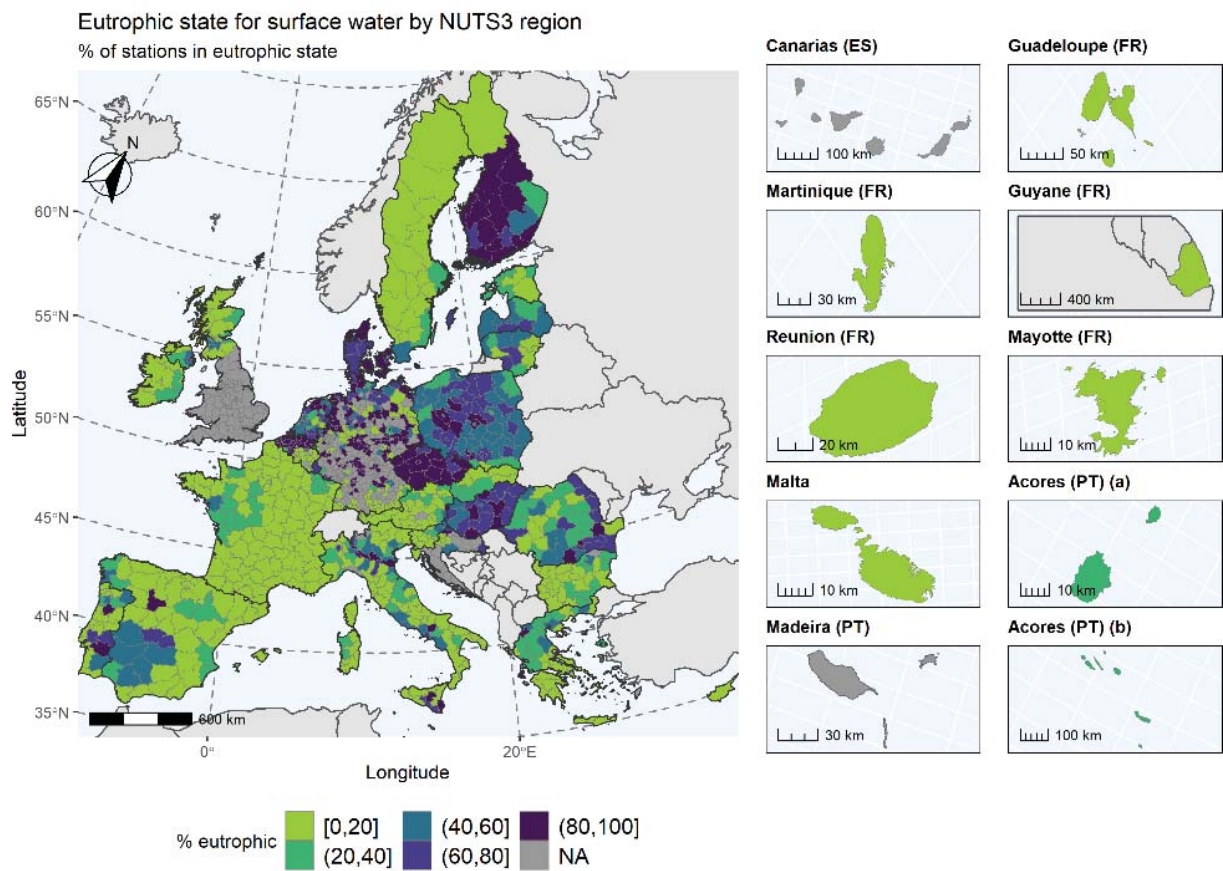 Eutrophic state for surface water by NUTS3 region
% of stations in eutrophic state
65°N
60°N
55°N
50°N
45°N
40°N
35°N
Latitude
N
600 km
0°
20°E
Longitude
Canarias (ES)
100 km
Guadeloupe (FR)
50 km
Martinique (FR)
30 km
Guyane (FR)
400 km
Reunion (FR)
20 km
Mayotte (FR)
10 km
Malta
10 km
Acores (PT) (a)
10 km
Madeira (PT)
30 km
Acores (PT) (b)
100 km
% eutrophic
[0,20]
(20,40]
(40,60]
(60,80]
(80,100]
NA